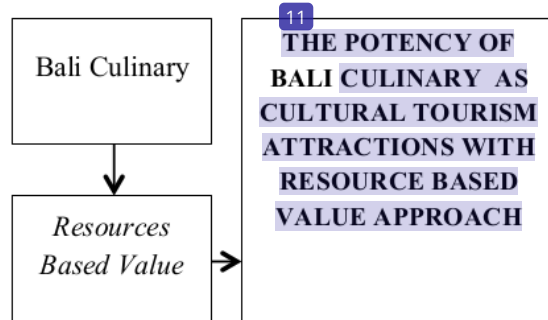 Bali Culinary
Resources
Based Value
11
THE POTENCY OF
BALI CULINARY AS
CULTURAL TOURISM
ATTRACTIONS WITH
RESOURCE BASED
VALUE APPROACH